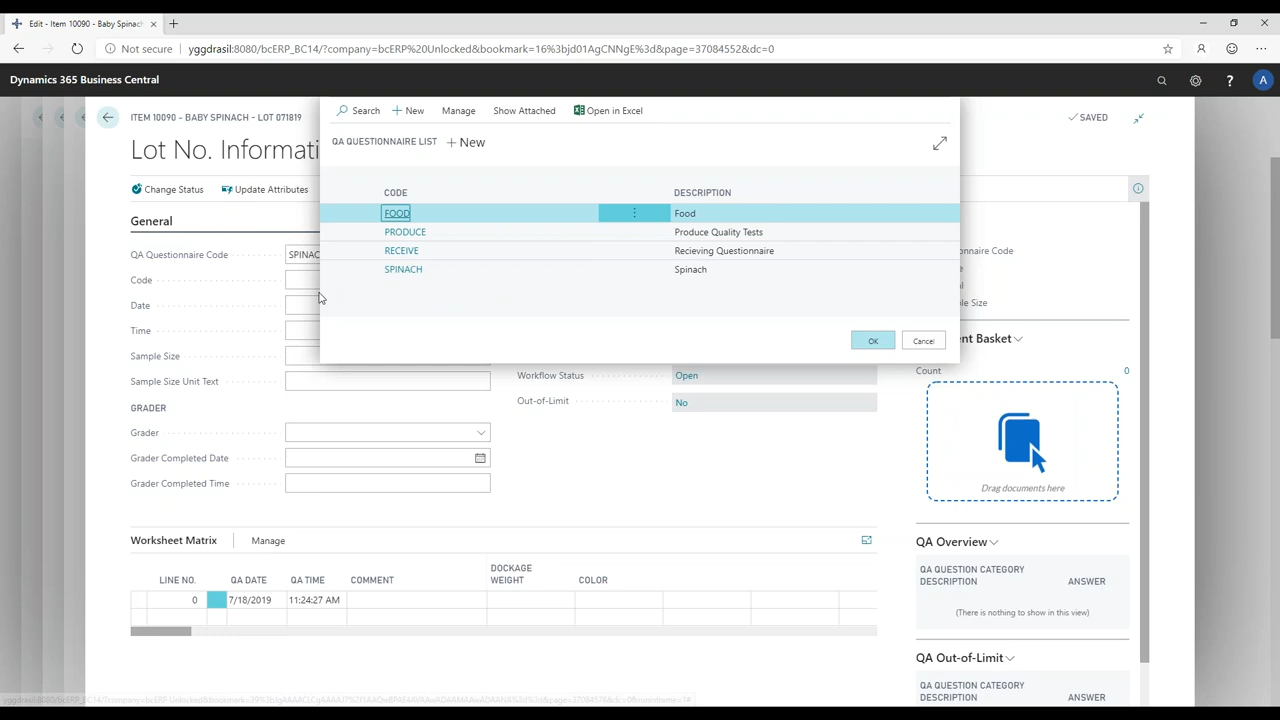 Edit - Item 10090 - Baby Spinach
Not secure
yggdrasil:8080/bcERP_BC14/?company=bcERP%20Unlocked&bookmark=16%3bjd01AgCNNgE%3d&page=37084552&dc=0
Dynamics 365 Business Central
?
A
ITEM 10090 - BABY SPINACH - LOT 071819
SAVED
Lot No. Informati
Search
New
Manage
Show Attached
Open in Excel
QA QUESTIONNAIRE LIST
New
CODE
DESCRIPTION
FOOD
Food
PRODUCE
Produce Quality Tests
RECEIVE
Recieving Questionnaire
SPINACH
Spinach
OK
Cancel
Change Status
Update Attributes
General
QA Questionnaire Code
SPINAC
Code
Date
Time
Sample Size
Sample Size Unit Text
GRADER
Grader
Grader Completed Date
Grader Completed Time
Workflow Status
Open
Out-of-Limit
No
onnaire Code
e
al
le Size
ent Basket
Count
0
Drag documents here
Worksheet Matrix
Manage
LINE NO.
QA DATE
QA TIME
COMMENT
DOCKAGE
WEIGHT
COLOR
0
7/18/2019
11:24:27 AM
QA Overview
QA QUESTION CATEGORY
DESCRIPTION
ANSWER
(There is nothing to show in this view)
QA Out-of-Limit
QA QUESTION CATEGORY
DESCRIPTION
ANSWER